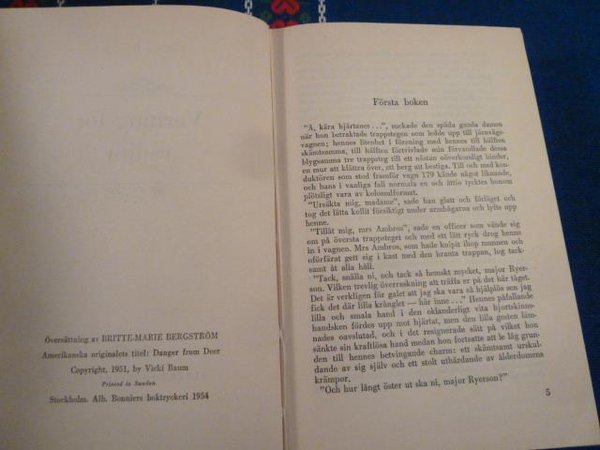 Översättning av BRITTE-MARIE BERGSTRÖM
Amerikanska originalets titel: Danger from Deer
Copyright, 1951, by Vicki Baum
Printed in Sweden
Stockholm. Alb. Bonniers boktryckeri 1954
Första boken
"Å, kära hjärtanes...", suckade den späda gamla damen
när hon betraktade trappstegen som ledde upp till järnvägs-
vagnen; hennes litenhet i förening med hennes till hälften
skämtsamma, till hälften förtvivlade min förvandlade dessa
blygsamma tre trappsteg till ett nästan oöverkomligt hinder,
en mur att klättra över, ett berg att bestiga. Till och med kon-
duktören som stod framför vagn 179 kände något liknande,
och hans i vanliga fall normala en och åttio tycktes honom
plötsligt vara av kolossalformat.
"Ursäkta mig, madame", sade han glatt och förläget och
tog det lätta kollit försiktigt under armhågorna och lyfte upp
henne.
"Tillåt mig, mrs Ambros", sade en officer som vände sig
om på översta trappsteget och med ett lätt ryck drog henne
in i vagnen. Mrs Ambros, som hade knipit ihop munnen och
oförfärat gett sig i kast med den branta trappan, log tack-
samt åt alla håll.
"Tack, snälla ni, och tack så hemskt mycket, major Ryer-
son. Vilken trevlig överraskning att träffa er på det här tåget.
Det är verkligen för galet att jag ska vara så hjälplös som jag
fick det där lilla krånglet — här inne..." Hennes påfallande
lilla och smala hand i den oklanderligt vita hjortskinns-
handsken fördes upp mot hjärtat, men den lilla gesten läm-
nades oavslutad, och i det resignerade sätt på vilket hon
sänkte sin kraftlösa hand medan hon fortsatte att le låg grun-
den till hennes betvingande charm: ett skämtsamt urskul-
dande av sig själv och ett stolt uthärdande av ålderdomens
krämpor.
"Och hur långt öster ut ska ni, major Ryerson?"
5